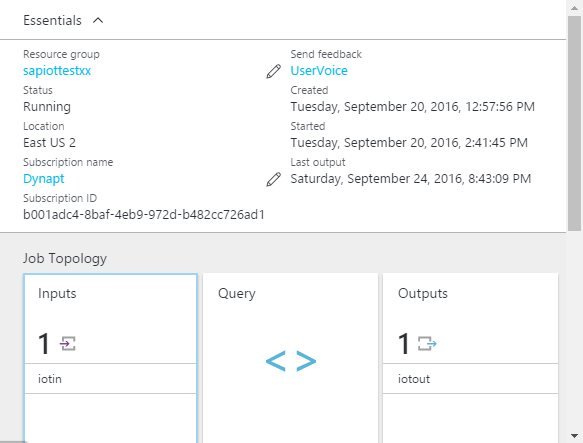 Essentials
Resource group
sapiottestxx
Status
Running
Location
East US 2
Subscription name
Dynapt
Subscription ID
b001adc4-8baf-4eb9-972d-b482cc726ad1
Send feedback
UserVoice
Created
Tuesday, September 20, 2016, 12:57:56 PM
Started
Tuesday, September 20, 2016, 2:41:45 PM
Last output
Saturday, September 24, 2016, 8:43:09 PM
Job Topology
Inputs
1
iotin
Query
< >
Outputs
1
iotout